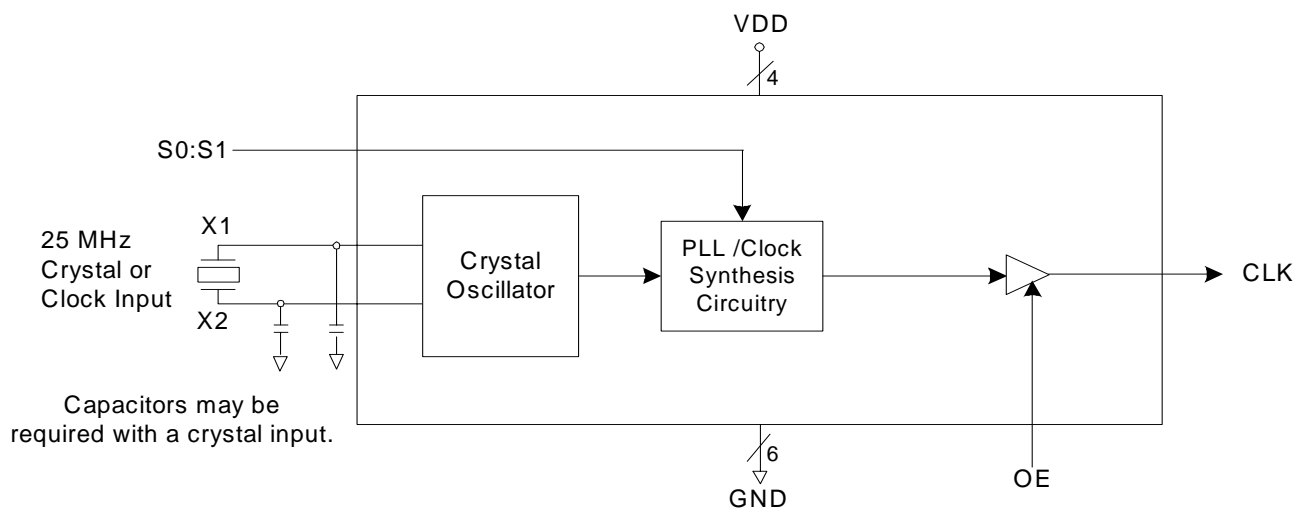 VDD
4
S0:S1
X1
25 MHz
Crystal or
Clock Input
X2
Crystal
Oscillator
PLL /Clock
Synthesis
Circuitry
CLK
Capacitors may be
required with a crystal input.
6
GND
OE